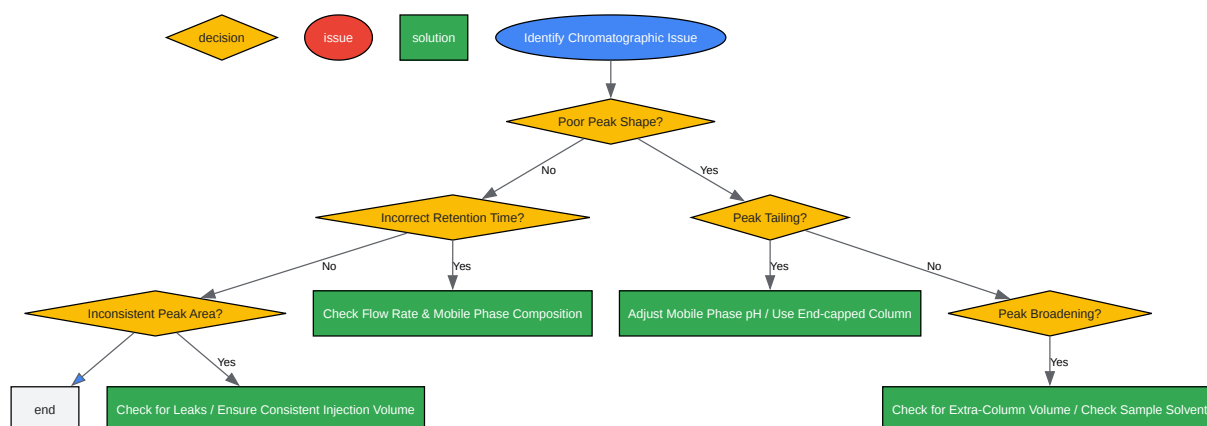 decision
issue
solution
Identify Chromatographic Issue
Poor Peak Shape?
No
Yes
Incorrect Retention Time?
Peak Tailing?
No
Yes
Yes
No
Inconsistent Peak Area?
Check Flow Rate & Mobile Phase Composition
Adjust Mobile Phase pH / Use End-capped Column
Peak Broadening?
Yes
Yes
end
Check for Leaks / Ensure Consistent Injection Volume
Check for Extra-Column Volume / Check Sample Solvent